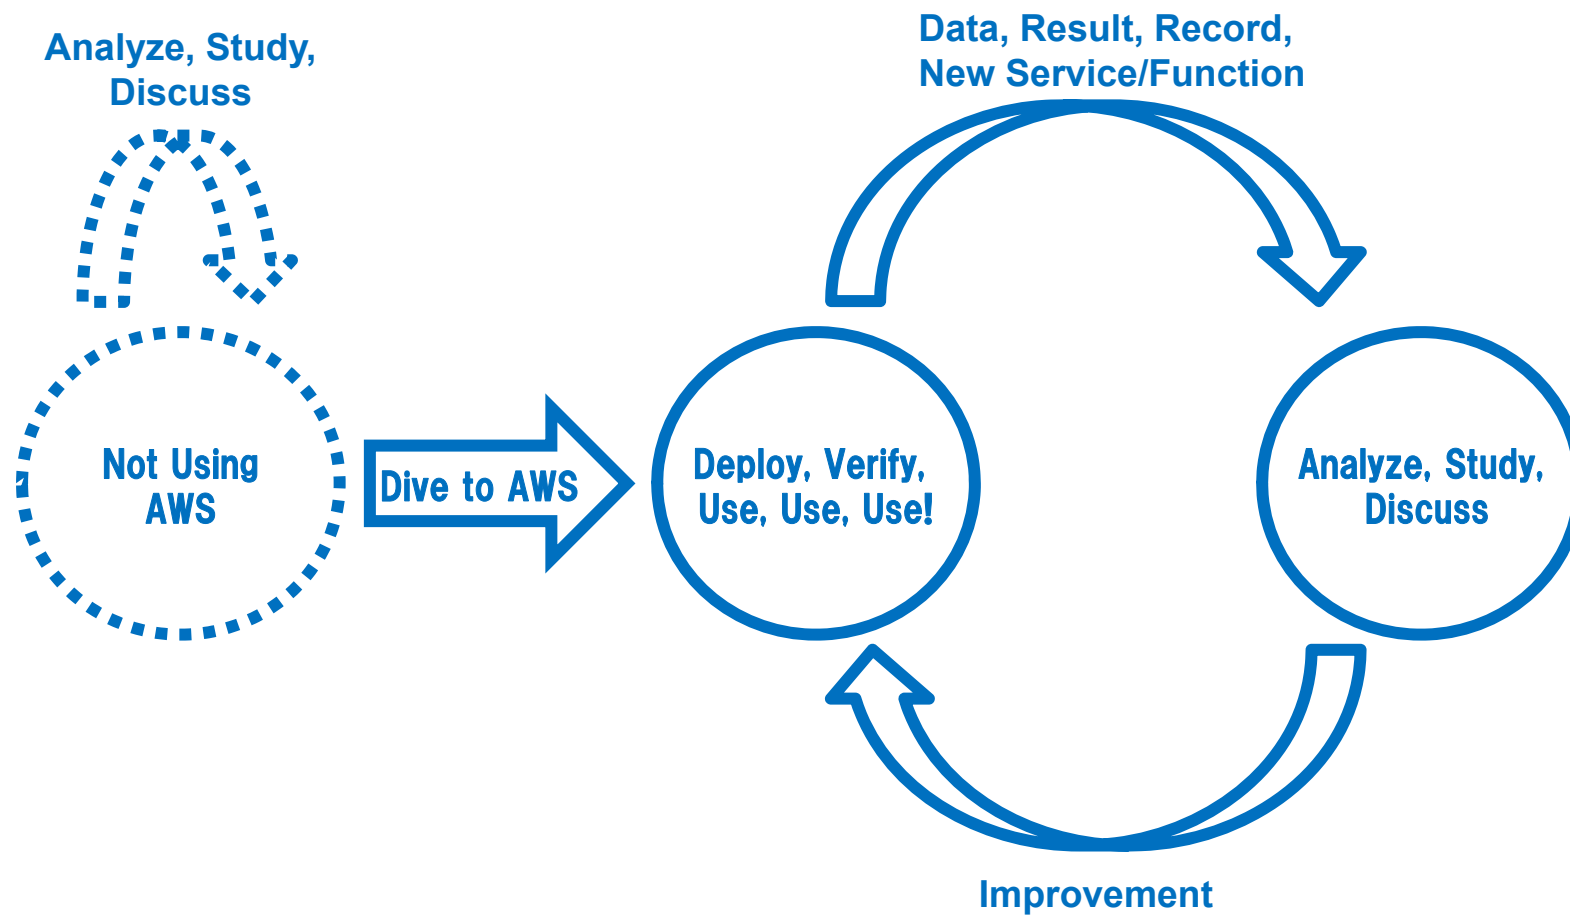 Analyze, Study,
Discuss
Data, Result, Record,
New Service/Function
Not Using
AWS
Dive to AWS
Deploy, Verify,
Use, Use, Use!
Analyze, Study,
Discuss
Improvement